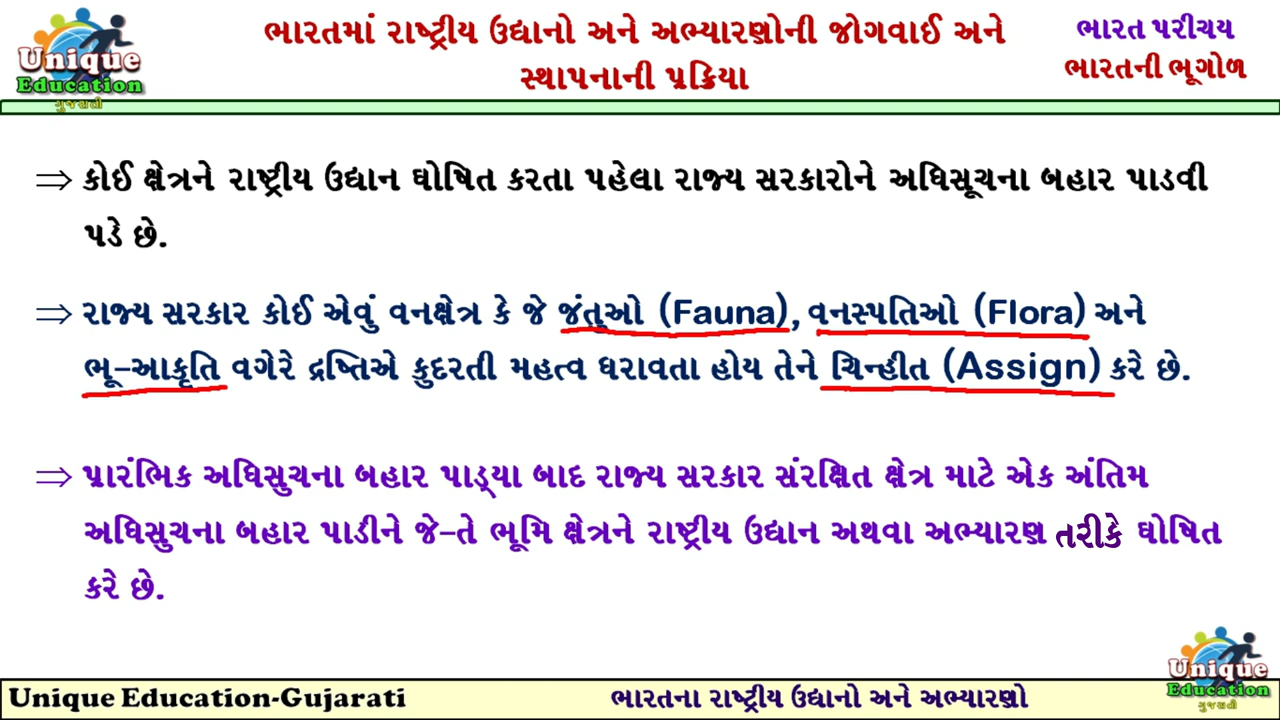 Unique
Education
ગુજરાતી
ભારતમાં રાષ્ટ્રીય ઉદ્યાનો અને અભ્યારણોની જોગવાઈ અને
સ્થાપનાની પ્રક્રિયા
ભારત પરીચય
ભારતની ભૂગોળ
⇒ કોઈ ક્ષેત્રને રાષ્ટ્રીય ઉદ્યાન ઘોષિત કરતા પહેલા રાજ્ય સરકારોને અધિસૂચના બહાર પાડવી
પડે છે.
⇒ રાજ્ય સરકાર કોઈ એવું વનક્ષેત્ર કે જે જંતુઓ (Fauna), વનસ્પતિઓ (Flora) અને
ભૂ-આકૃતિ વગેરે દ્રષ્તિએ કુદરતી મહત્વ ધરાવતા હોય તેને ચિન્હીત (Assign) કરે છે.
⇒ પ્રારંભિક અધિસુચના બહાર પાડ્યા બાદ રાજ્ય સરકાર સંરક્ષિત ક્ષેત્ર માટે એક અંતિમ
અધિસુચના બહાર પાડીને જે-તે ભૂમિ ક્ષેત્રને રાષ્ટ્રીય ઉદ્યાન અથવા અભ્યારણ તરીકે ઘોષિત
કરે છે.
Unique Education-Gujarati
ભારતના રાષ્ટ્રીય ઉદ્યાનો અને અભ્યારણો
Unique
Education
ગુજરાતી